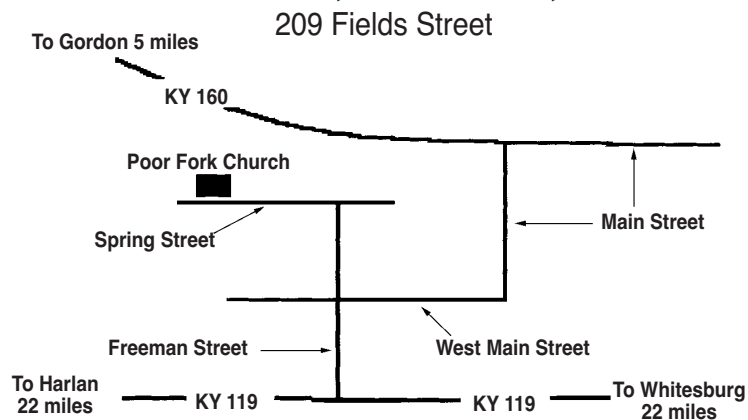 209 Fields Street
To Gordon 5 miles
KY 160
Poor Fork Church
Main Street
Spring Street
Freeman Street
West Main Street
To Harlan
22 miles
KY 119
KY 119
To Whitesburg
22 miles